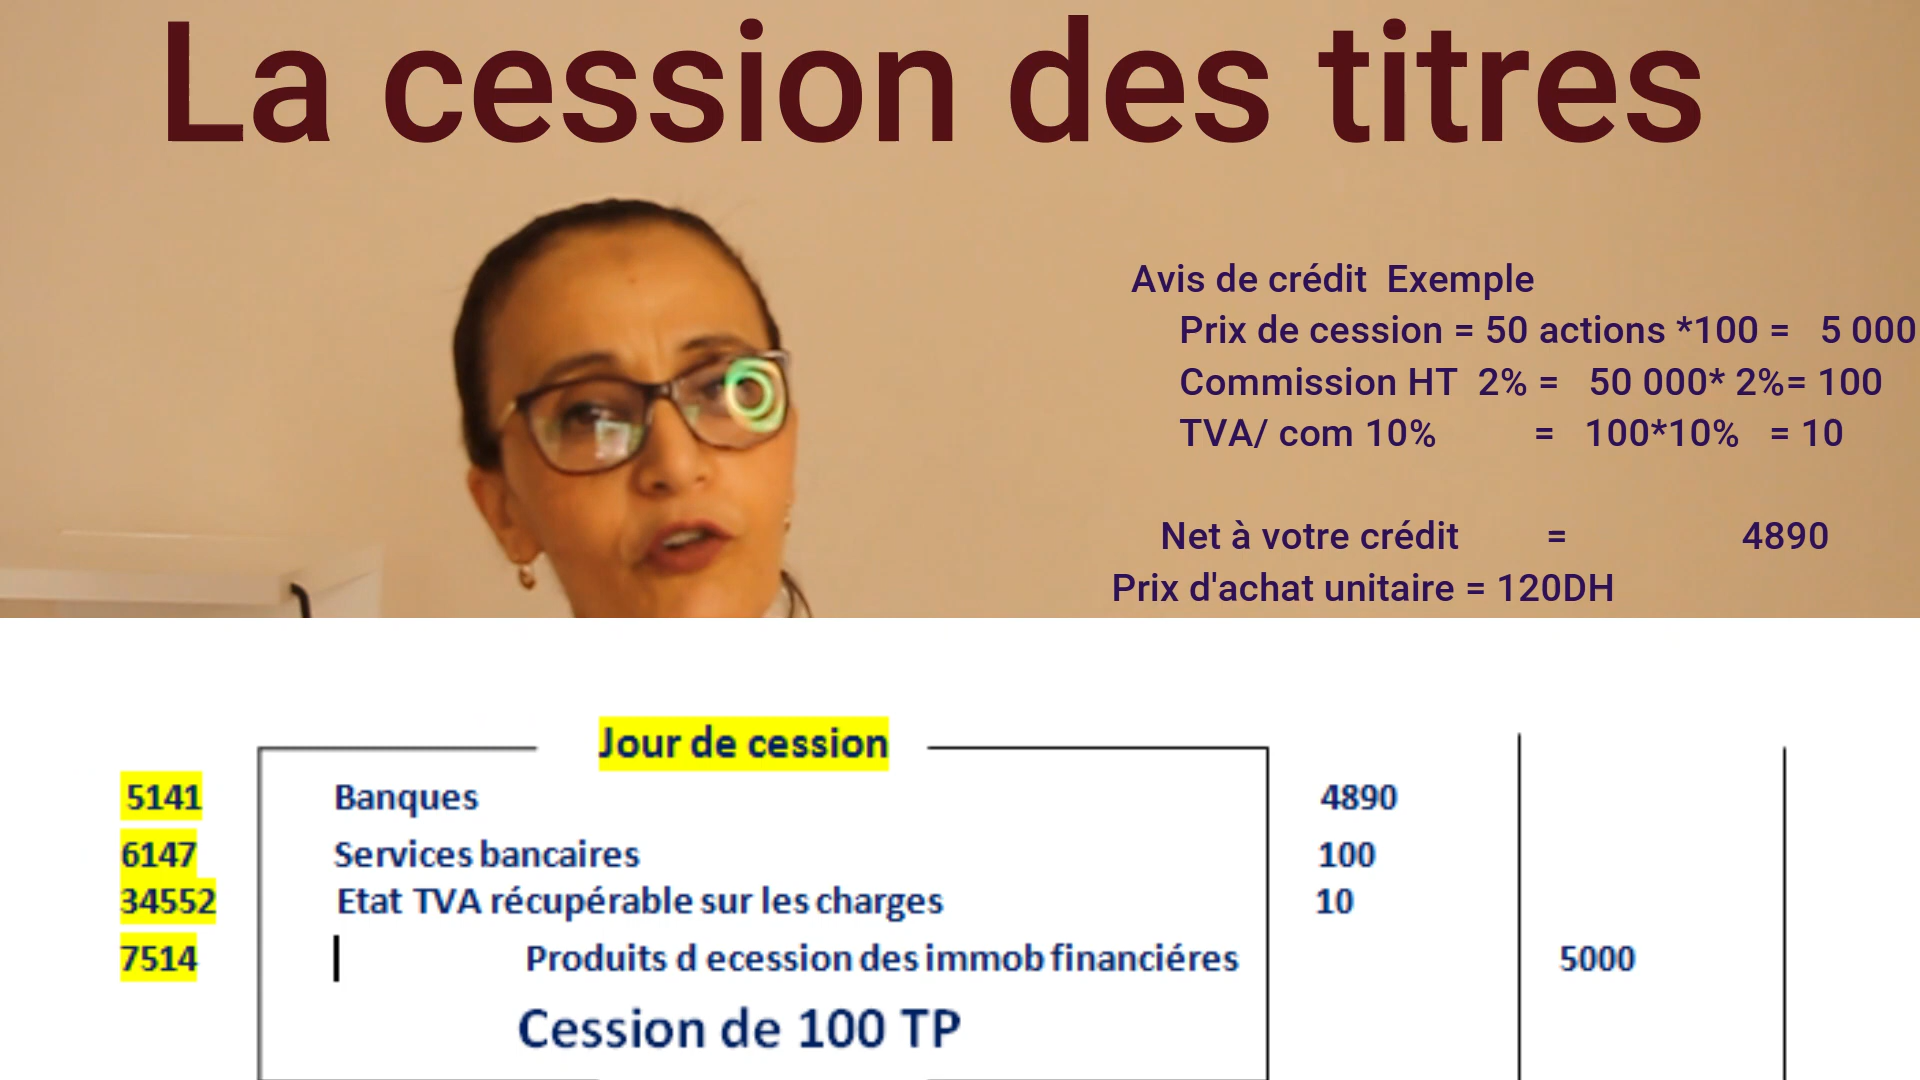 La cession des titres
Avis de crédit Exemple
Prix de cession = 50 actions *100 = 5 000
Commission HT 2% = 50 000* 2%= 100
TVA/ com 10% = 100*10% = 10
Net à votre crédit = 4890
Prix d'achat unitaire = 120DH
Jour de cession
5141 Banques 4890
6147 Services bancaires 100
34552 Etat TVA récupérable sur les charges 10
7514 Produits d ecession des immob financiéres 5000
Cession de 100 TP